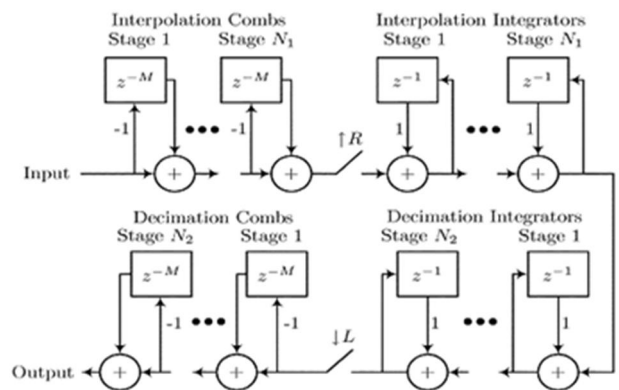 Interpolation Combs
Stage 1
Stage N₁
z⁻ᴹ
z⁻ᴹ
-1
-1
Input
+
+
↑R
Interpolation Integrators
Stage 1
Stage N₁
z⁻¹
z⁻¹
1
1
+
+
Decimation Combs
Stage N₂
Stage 1
z⁻ᴹ
z⁻ᴹ
-1
-1
Output
+
+
↓L
Decimation Integrators
Stage N₂
Stage 1
z⁻¹
z⁻¹
1
1
+
+